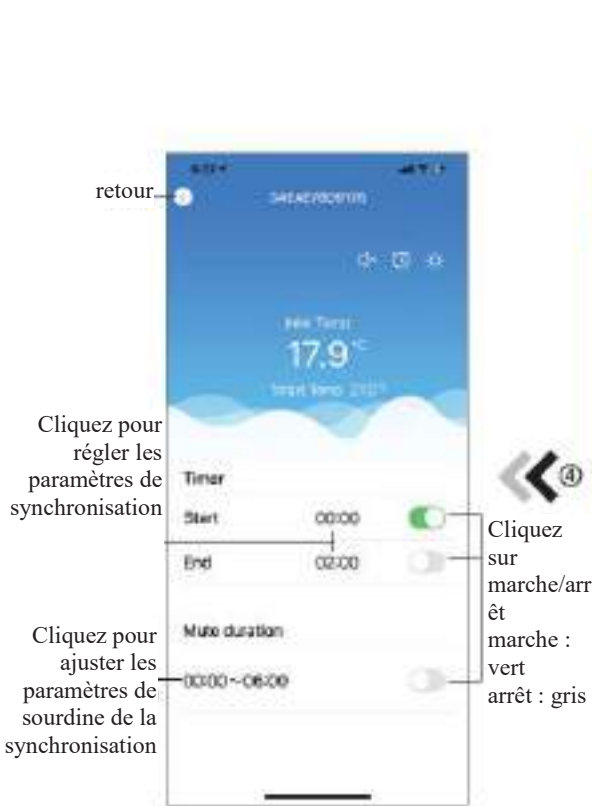 retour
17.9°C
Cliquez pour
régler les
paramètres de
synchronisation
Timer
Start 00:00
End 02:00
④
Cliquez
sur
marche/arr
êt
marche :
vert
arrêt : gris
Cliquez pour
ajuster les
paramètres de
sourdine de la
synchronisation
Mute duration
00:00~06:00